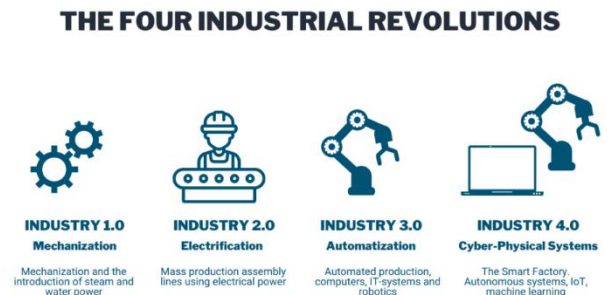 THE FOUR INDUSTRIAL REVOLUTIONS
INDUSTRY 1.0
Mechanization
Mechanization and the
introduction of steam and
water power
INDUSTRY 2.0
Electrification
Mass production assembly
lines using electrical power
INDUSTRY 3.0
Automatization
Automated production,
computers, IT-systems and
robotics
INDUSTRY 4.0
Cyber-Physical Systems
The Smart Factory.
Autonomous systems, IoT,
machine learning